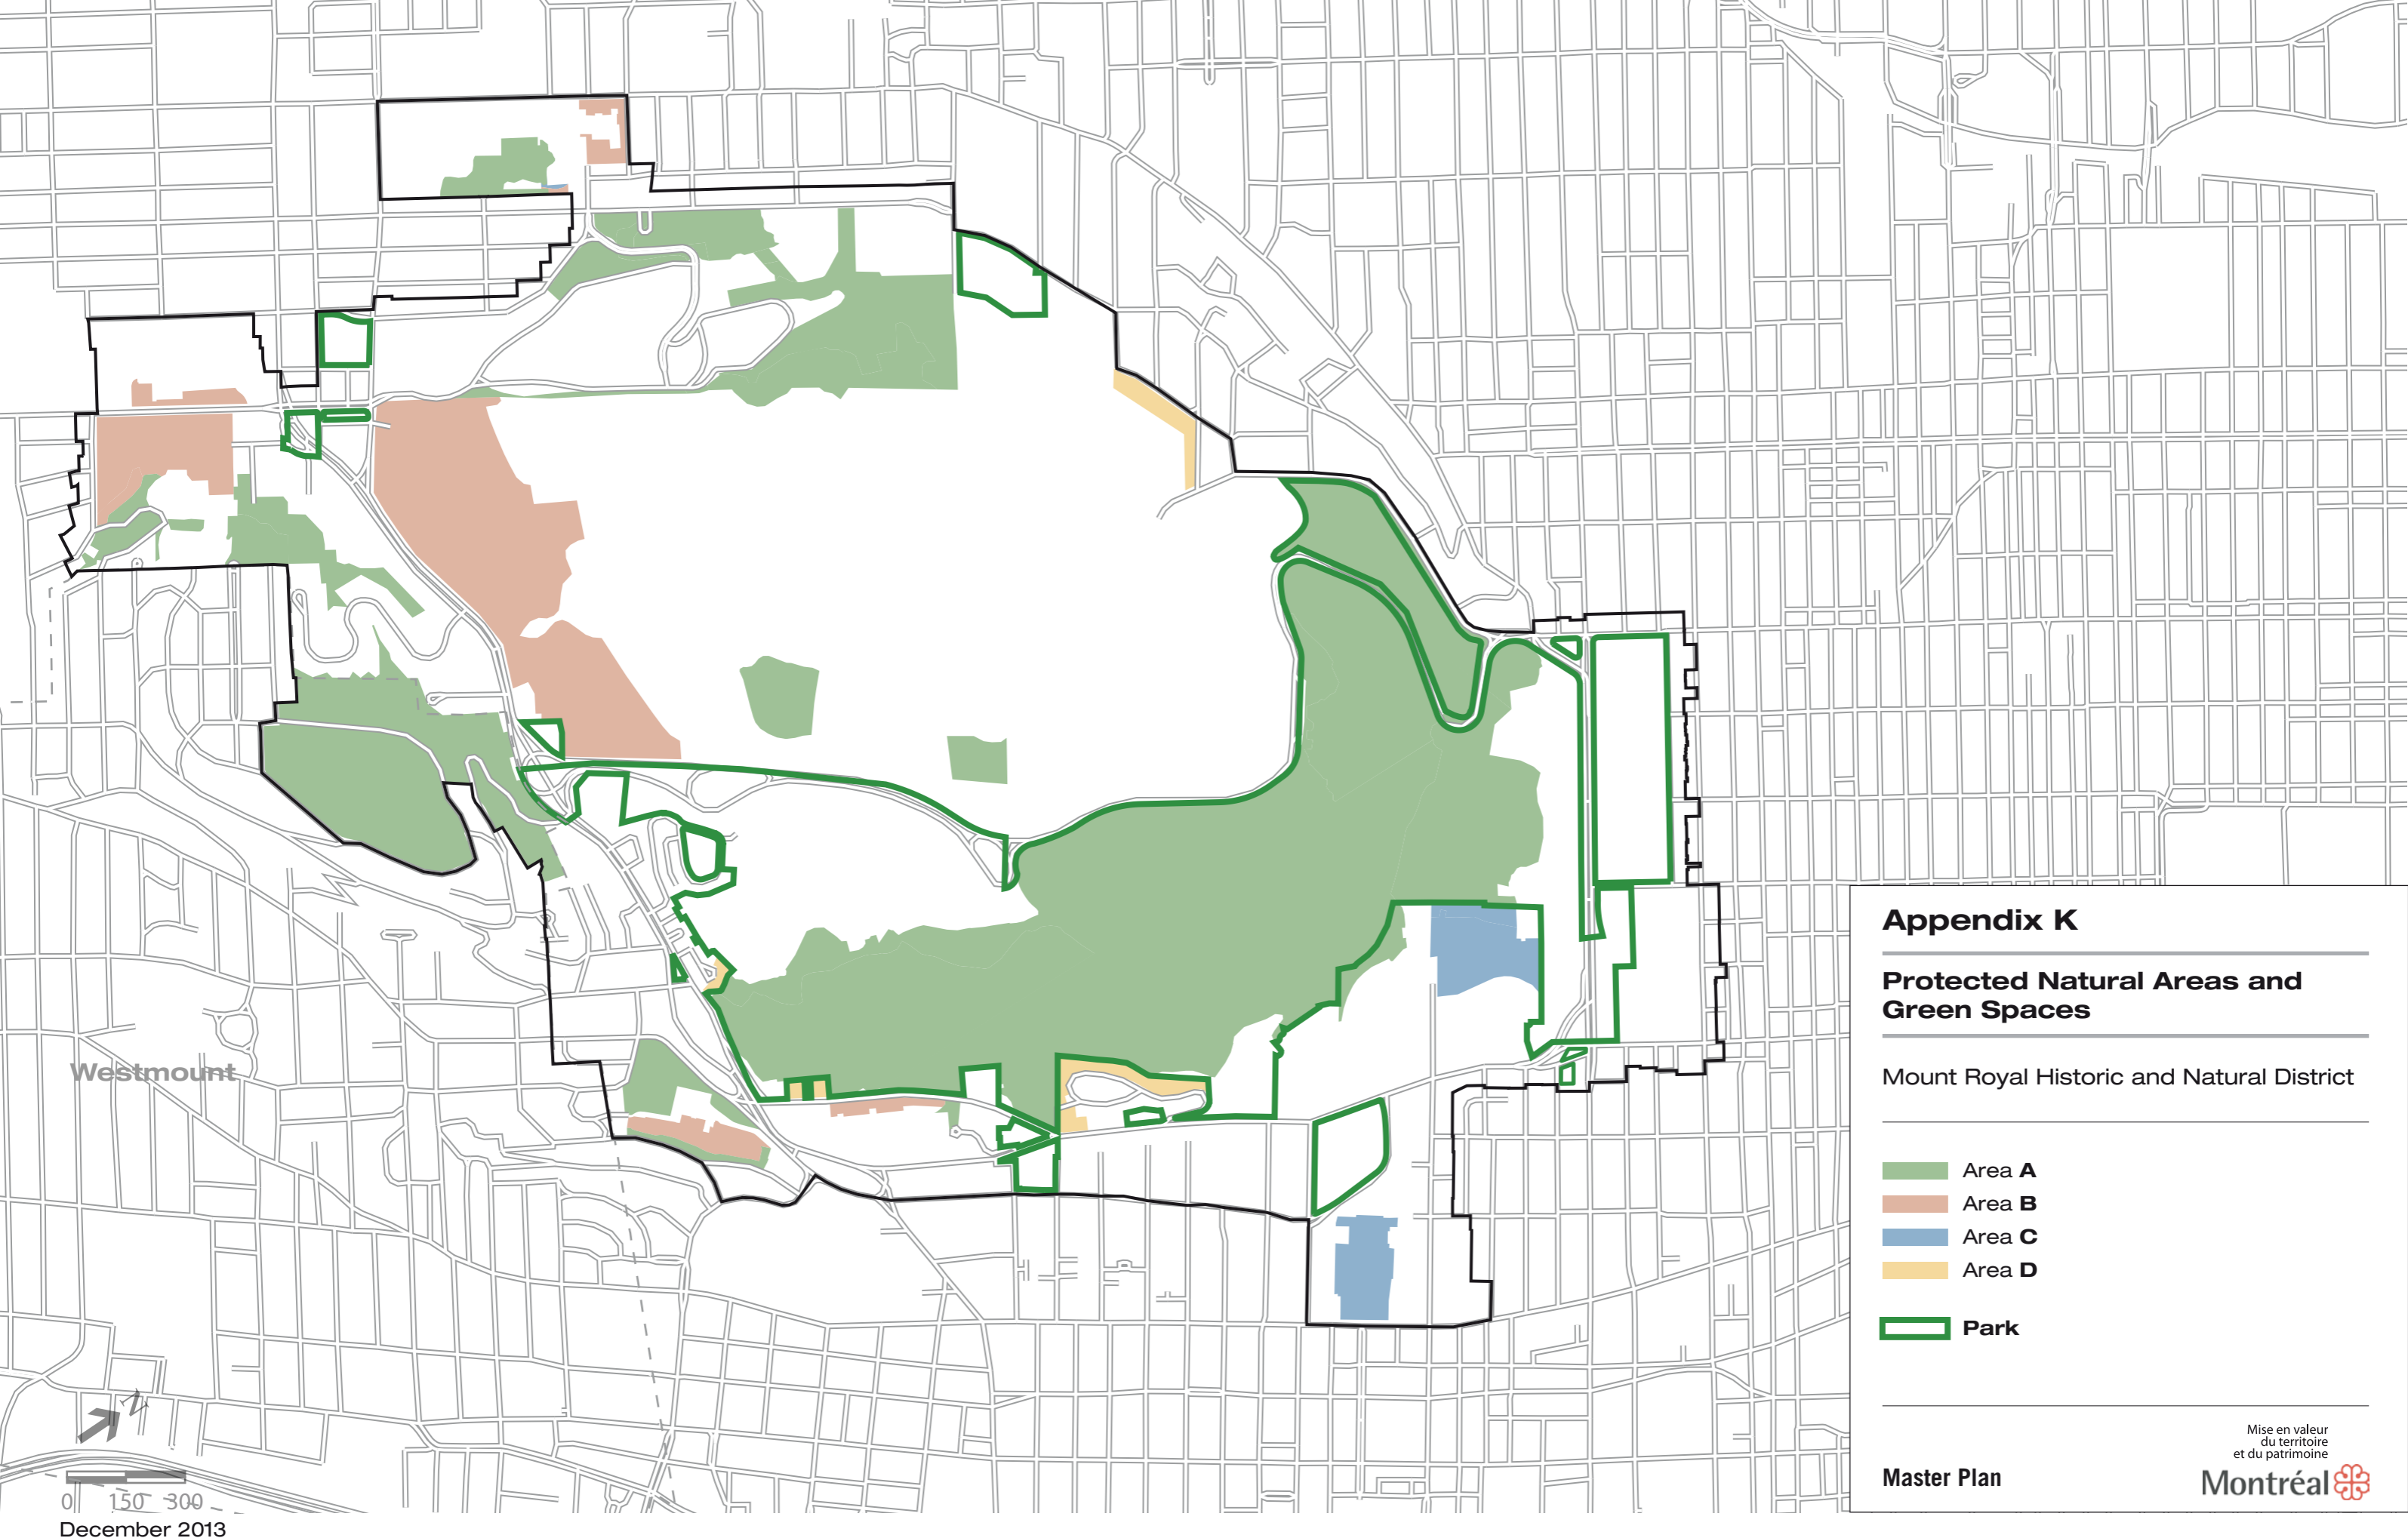 Westmount
N
0 150 300
December 2013
Appendix K
Protected Natural Areas and
Green Spaces
Mount Royal Historic and Natural District
Area A
Area B
Area C
Area D
Park
Mise en valeur
du territoire
et du patrimoine
Master Plan
Montréal